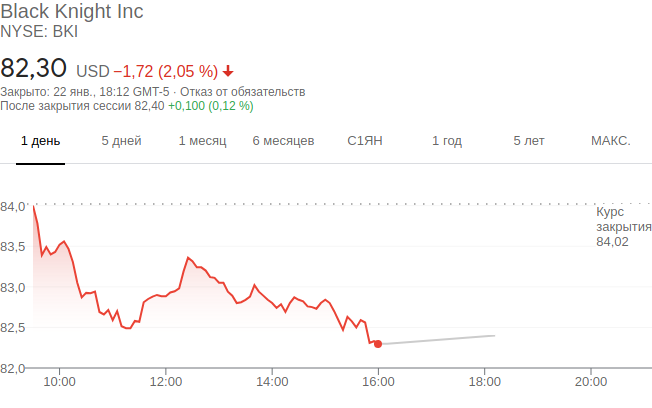 Black Knight Inc
NYSE: BKI
82,30 USD −1,72 (2,05 %)
Закрыто: 22 янв., 18:12 GMT-5 · Отказ от обязательств
После закрытия сессии 82,40 +0,100 (0,12 %)
1 день 5 дней 1 месяц 6 месяцев С1ЯН 1 год 5 лет МАКС.
84,0
83,5
83,0
82,5
82,0
Курс
закрытия
84,02
10:00 12:00 14:00 16:00 18:00 20:00